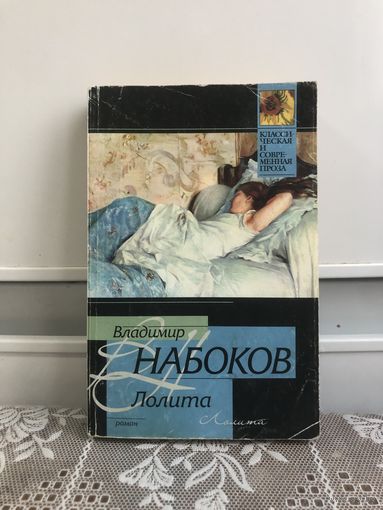 КЛАССИ
ЧЕСКАЯ И
СОВРЕ-
МЕННАЯ
ПРОЗА
Владимир
НАБОКОВ
Лолита
роман
Лолита